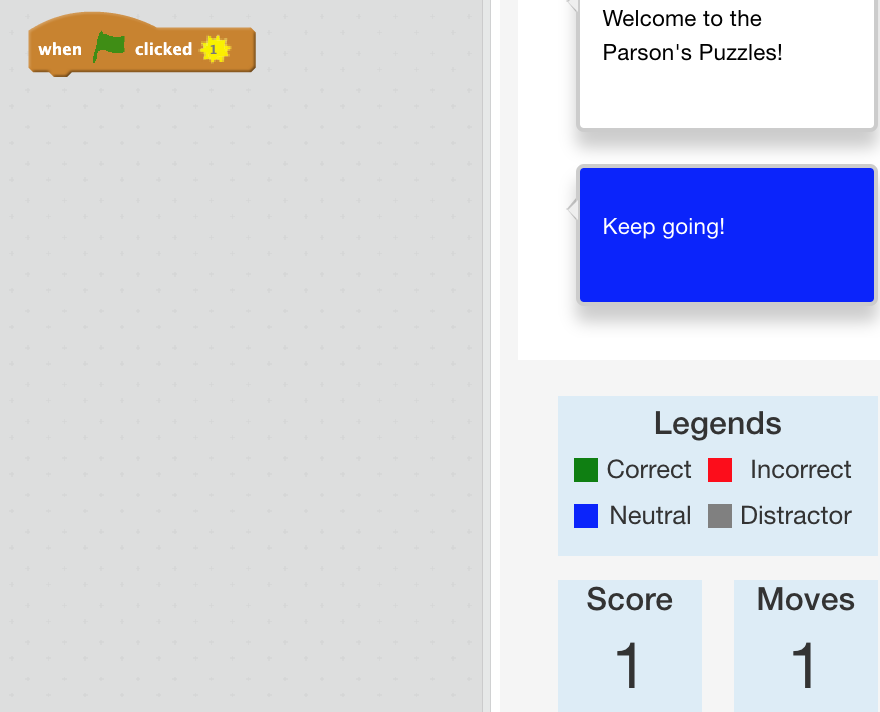 when clicked 1
Welcome to the
Parson's Puzzles!
Keep going!
Legends
Correct Incorrect
Neutral Distractor
Score Moves
1 1